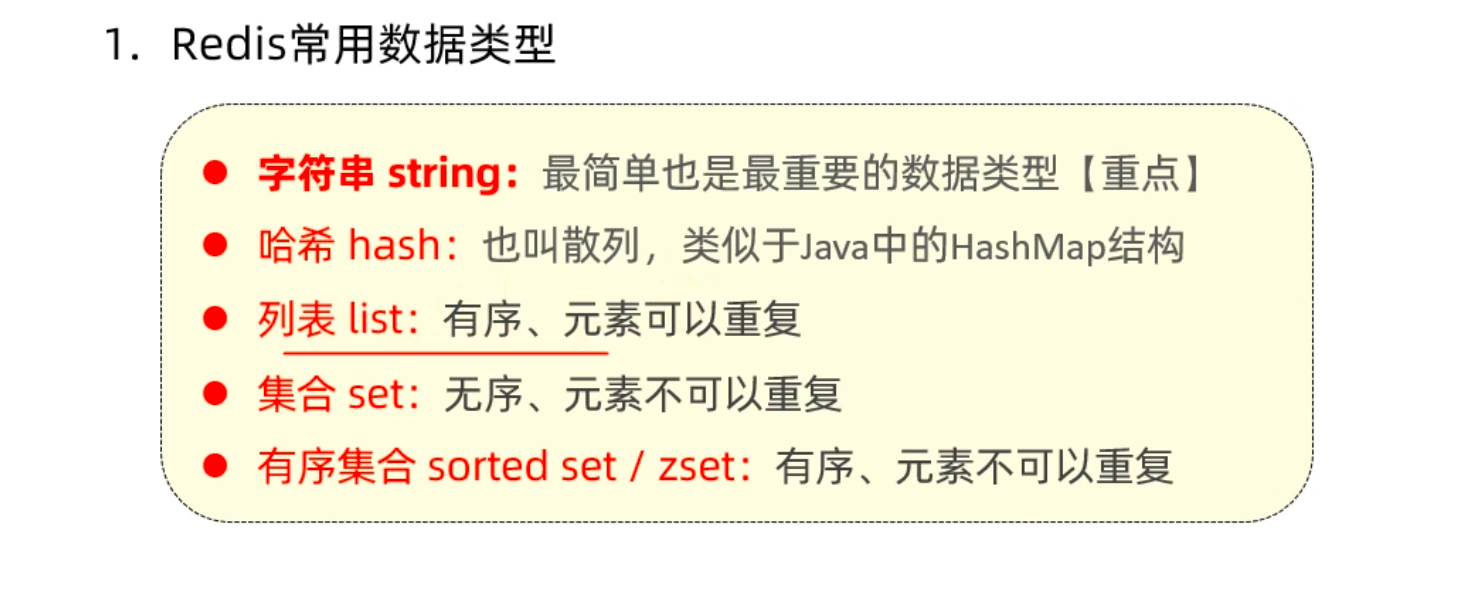 1. Redis常用数据类型
● 字符串 string：最简单也是最重要的数据类型【重点】
● 哈希 hash：也叫散列，类似于Java中的HashMap结构
● 列表 list：有序、元素可以重复
● 集合 set：无序、元素不可以重复
● 有序集合 sorted set / zset：有序、元素不可以重复